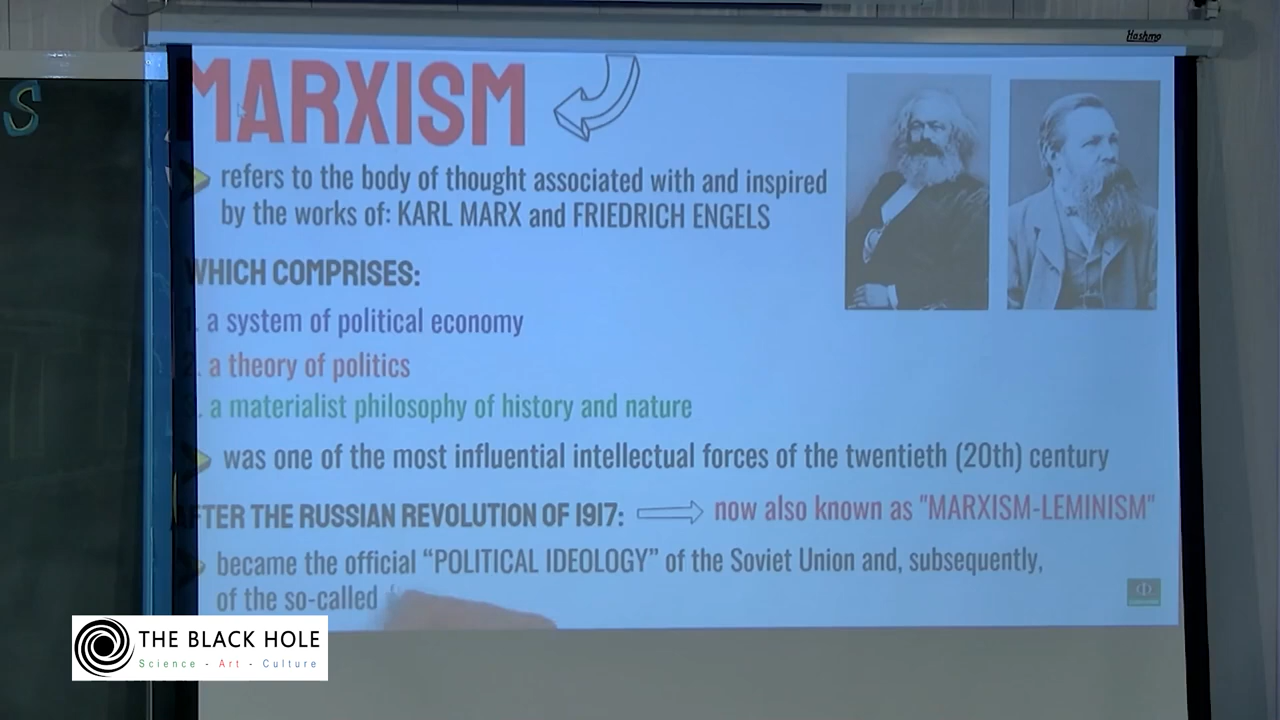 Hashmo
S
MARXISM
refers to the body of thought associated with and inspired
by the works of: KARL MARX and FRIEDRICH ENGELS
WHICH COMPRISES:
. a system of political economy
2. a theory of politics
. a materialist philosophy of history and nature
was one of the most influential intellectual forces of the twentieth (20th) century
AFTER THE RUSSIAN REVOLUTION OF 1917: now also known as "MARXISM-LEMINISM"
became the official “POLITICAL IDEOLOGY” of the Soviet Union and, subsequently,
of the so-called
THE BLACK HOLE
Science - Art - Culture